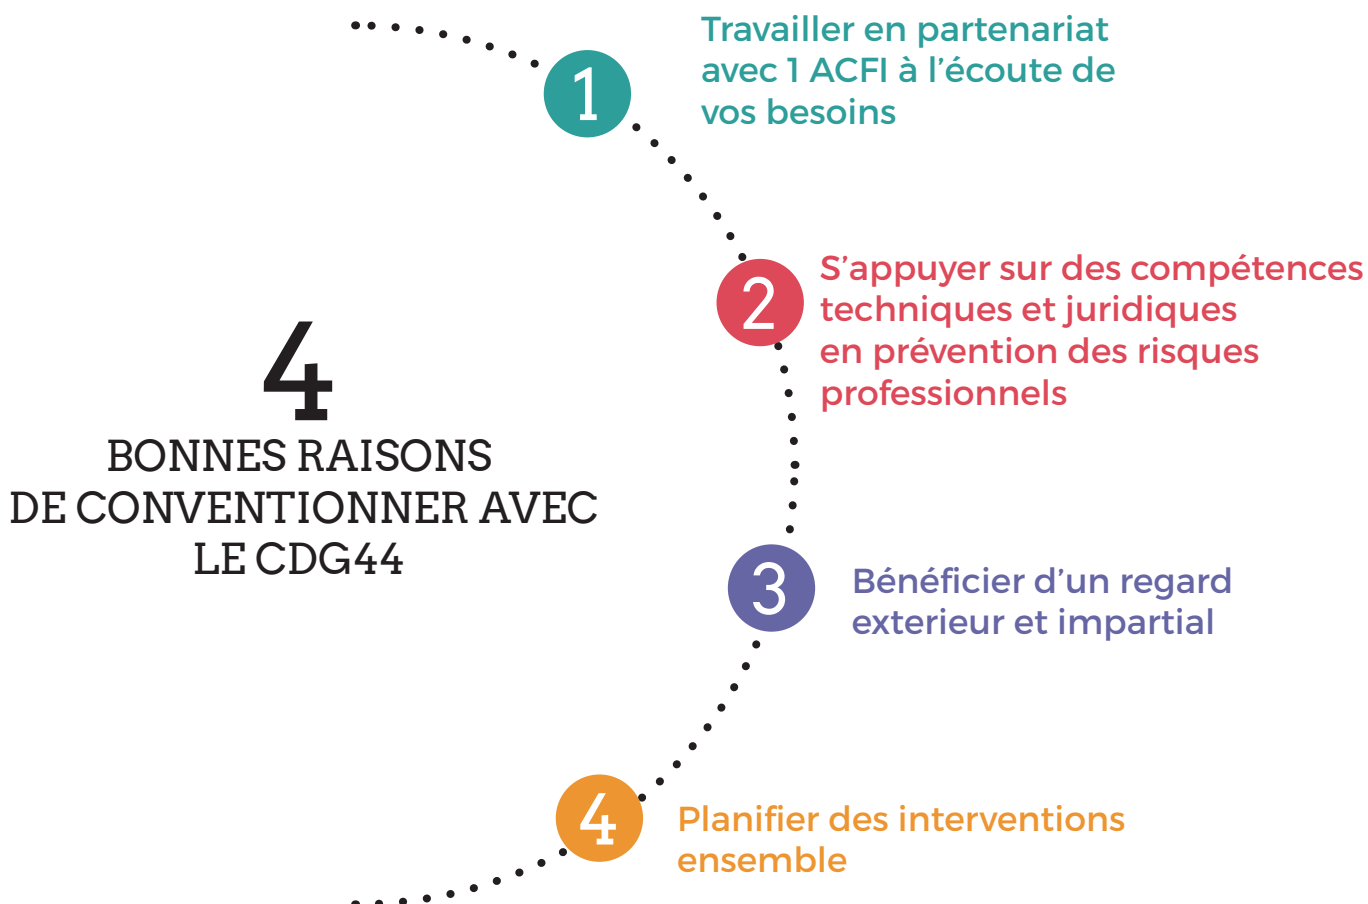 4
BONNES RAISONS
DE CONVENTIONNER AVEC
LE CDG44
1
Travailler en partenariat
avec 1 ACFI à l’écoute de
vos besoins
2
S’appuyer sur des compétences
techniques et juridiques
en prévention des risques
professionnels
3
Bénéficier d’un regard
exterieur et impartial
4
Planifier des interventions
ensemble